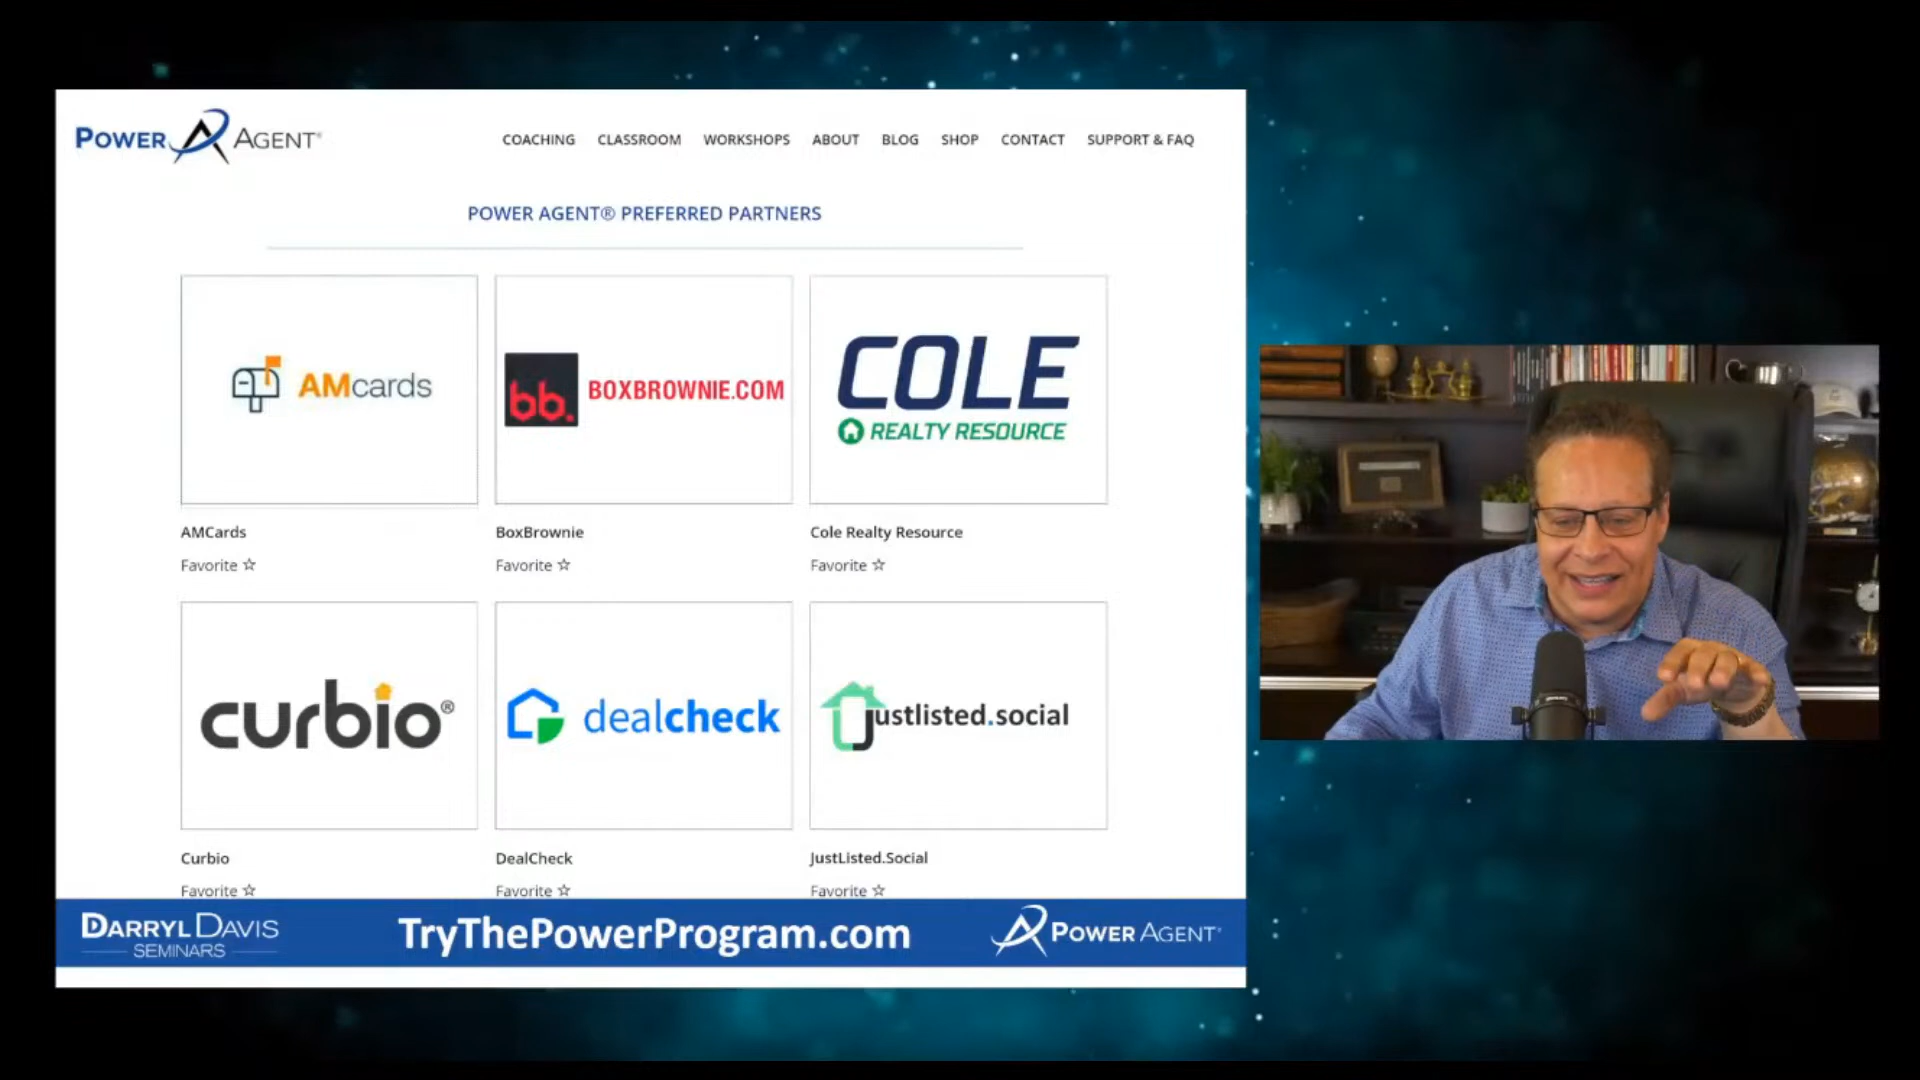 POWER AGENT®
COACHING CLASSROOM WORKSHOPS ABOUT BLOG SHOP CONTACT SUPPORT & FAQ
POWER AGENT® PREFERRED PARTNERS
AMcards
bb. BOXBROWNIE.COM
COLE
REALTY RESOURCE
AMCards
BoxBrownie
Cole Realty Resource
Favorite ☆
Favorite ☆
Favorite ☆
curbio®
dealcheck
justlisted.social
Curbio
DealCheck
JustListed.Social
Favorite ☆
Favorite ☆
Favorite ☆
DARRYL DAVIS
SEMINARS
TryThePowerProgram.com
POWER AGENT®